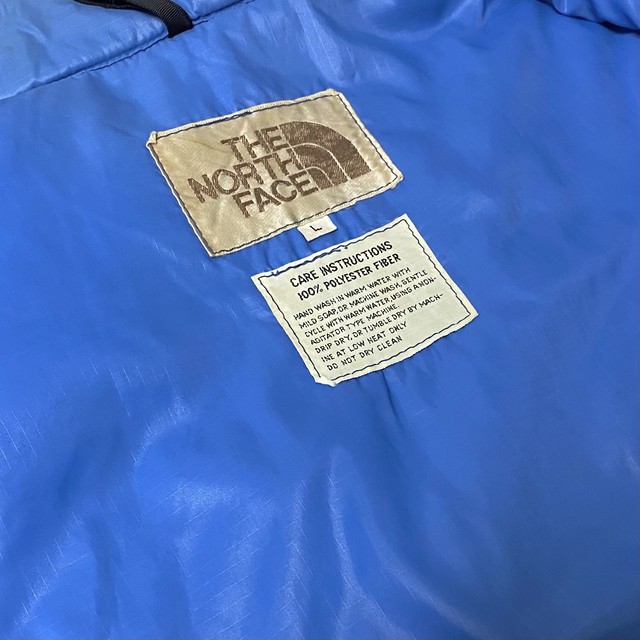 THE
NORTH
FACE
L
CARE INSTRUCTIONS
100% POLYESTER FIBER
HAND WASH IN WARM WATER WITH
MILD SOAP, OR MACHINE WASH, GENTLE
CYCLE WITH WARM WATER, USING A NON-
AGITATOR TYPE MACHINE.
DRIP DRY, OR TUMBLE DRY BY MACH-
INE AT LOW HEAT ONLY
DO NOT DRY CLEAN